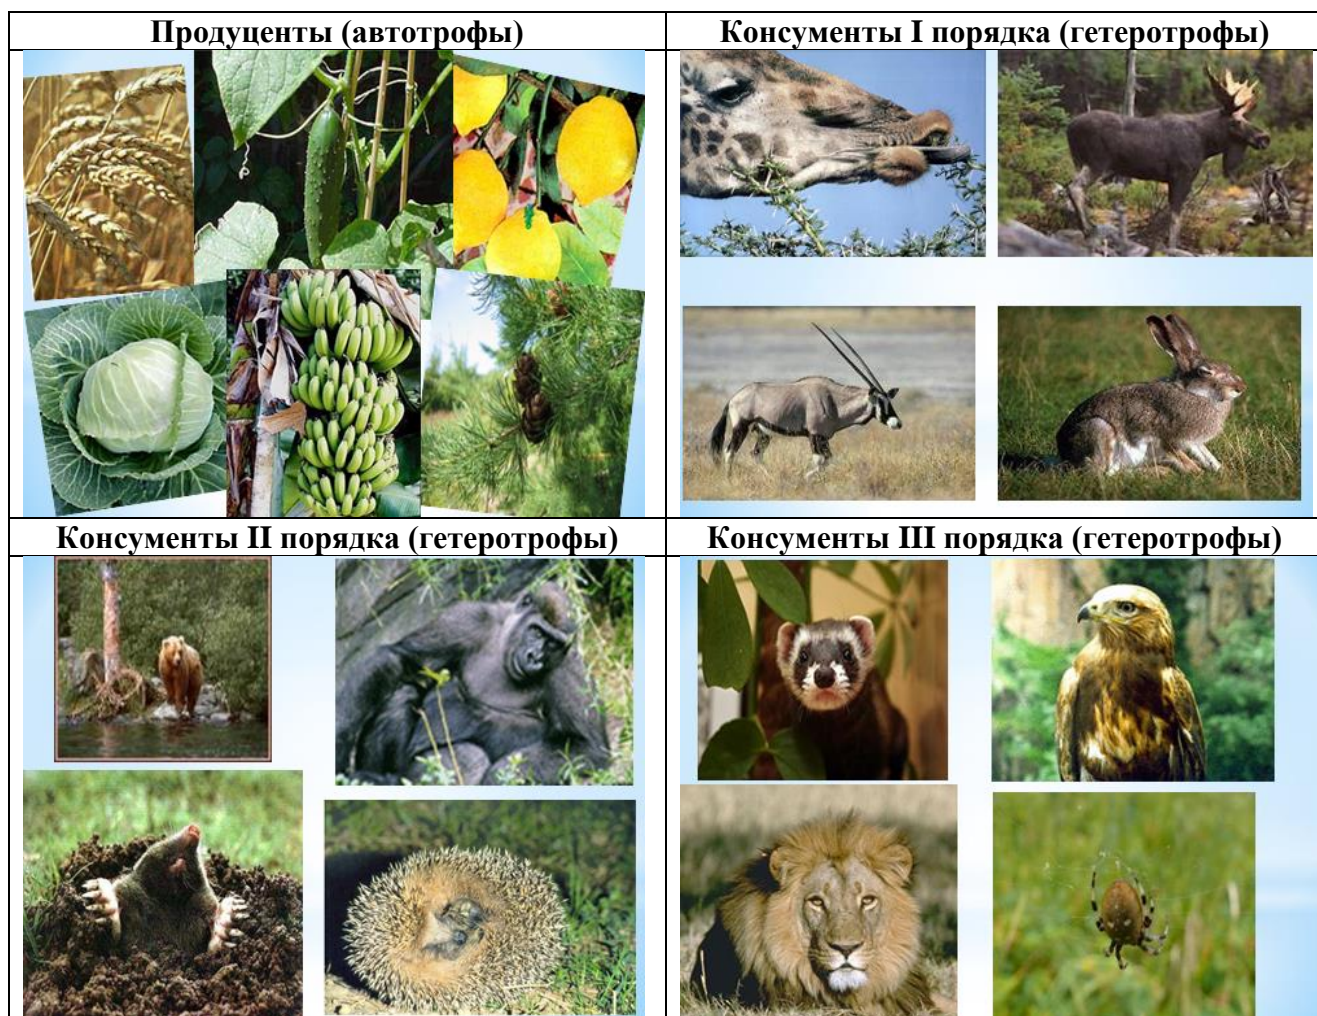 Продуценты (автотрофы)
Консументы I порядка (гетеротрофы)
Консументы II порядка (гетеротрофы)
Консументы III порядка (гетеротрофы)